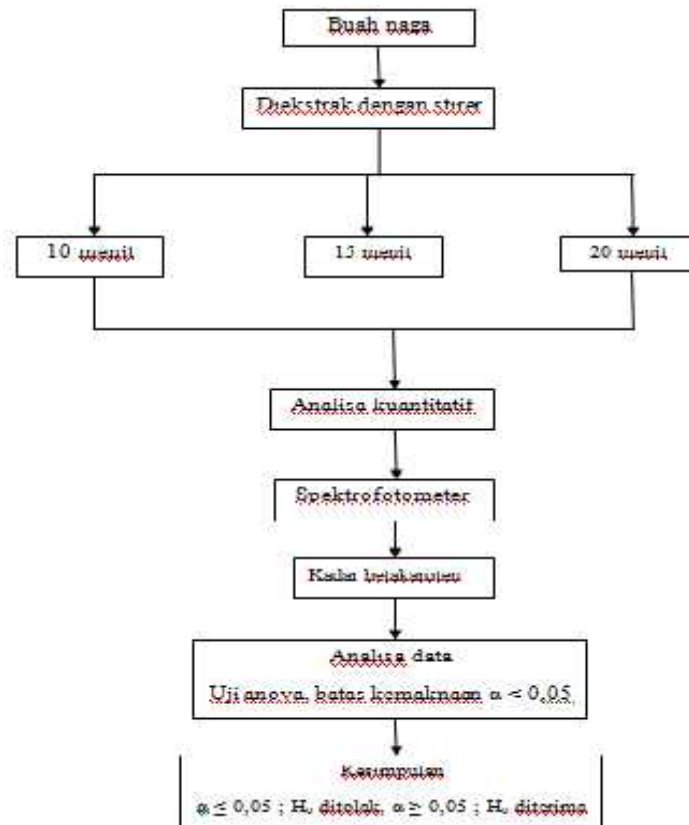 Buah naga
Diekstrak dengan stirer
10 menit
15 menit
20 menit
Analisa kuantitatif
Spektrofotometer
Kadar betakaroten
Analisa data
Uji anova, batas kemaknaan α < 0,05
Kesimpulan
α ≤ 0,05 ; H₀ ditolak, α ≥ 0,05 ; H₀ diterima